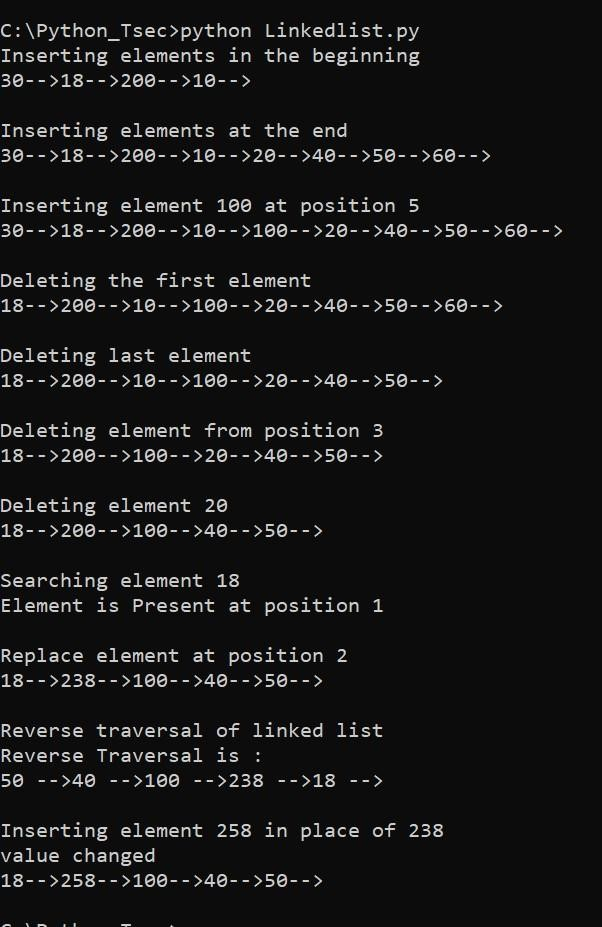 C:\Python_Tsec>python Linkedlist.py
Inserting elements in the beginning
30-->18-->200-->10-->
Inserting elements at the end
30-->18-->200-->10-->20-->40-->50-->60-->
Inserting element 100 at position 5
30-->18-->200-->10-->100-->20-->40-->50-->60-->
Deleting the first element
18-->200-->10-->100-->20-->40-->50-->60-->
Deleting last element
18-->200-->10-->100-->20-->40-->50-->
Deleting element from position 3
18-->200-->100-->20-->40-->50-->
Deleting element 20
18-->200-->100-->40-->50-->
Searching element 18
Element is Present at position 1
Replace element at position 2
18-->238-->100-->40-->50-->
Reverse traversal of linked list
Reverse Traversal is :
50 -->40 -->100 -->238 -->18 -->
Inserting element 258 in place of 238
value changed
18-->258-->100-->40-->50-->